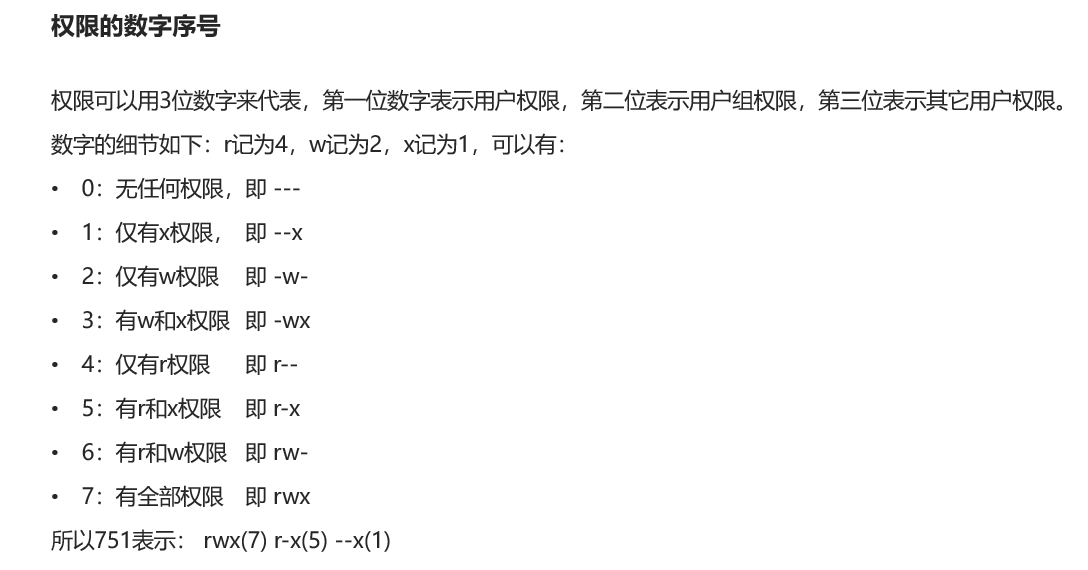 权限的数字序号
权限可以用3位数字来代表，第一位数字表示用户权限，第二位表示用户组权限，第三位表示其它用户权限。
数字的细节如下：r记为4，w记为2，x记为1，可以有：
• 0：无任何权限，即 ---
• 1：仅有x权限， 即 --x
• 2：仅有w权限 即 -w-
• 3：有w和x权限 即 -wx
• 4：仅有r权限 即 r--
• 5：有r和x权限 即 r-x
• 6：有r和w权限 即 rw-
• 7：有全部权限 即 rwx
所以751表示： rwx(7) r-x(5) --x(1)